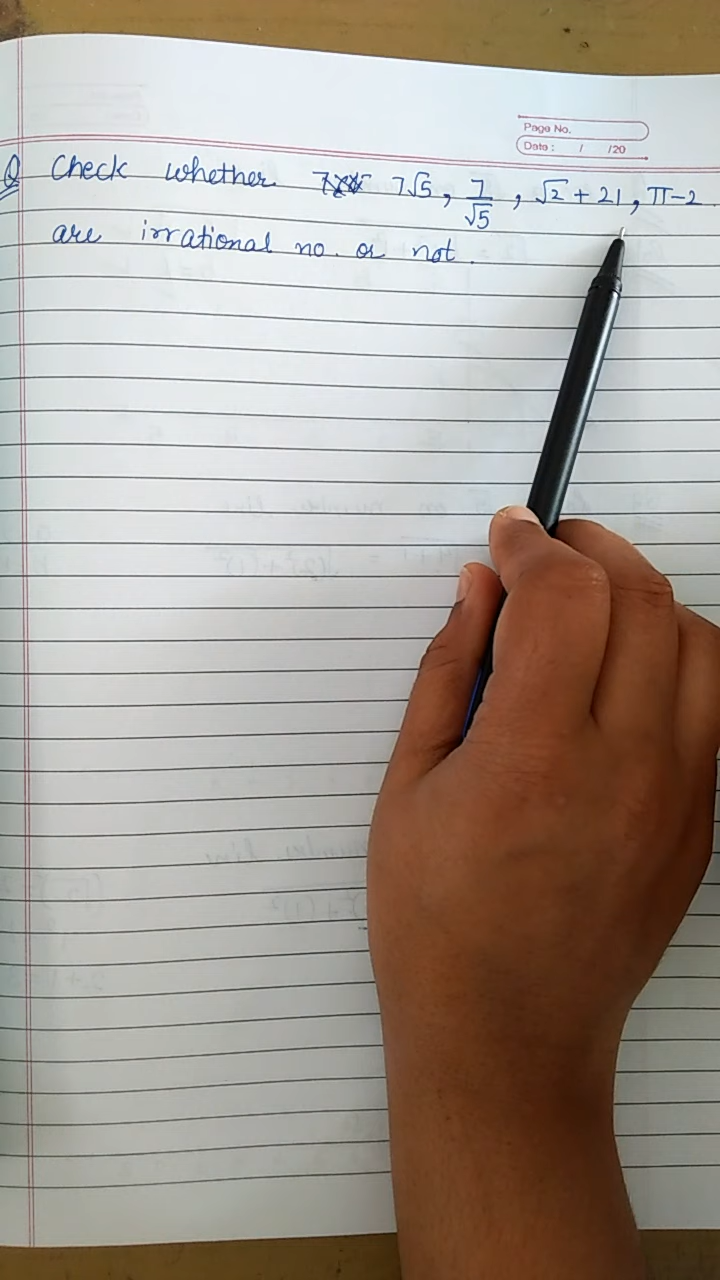 Page No.
Date : / /20
Q Check whether 7√5, 7/√5, √2 + 21, π-2.
are irrational no. or not.